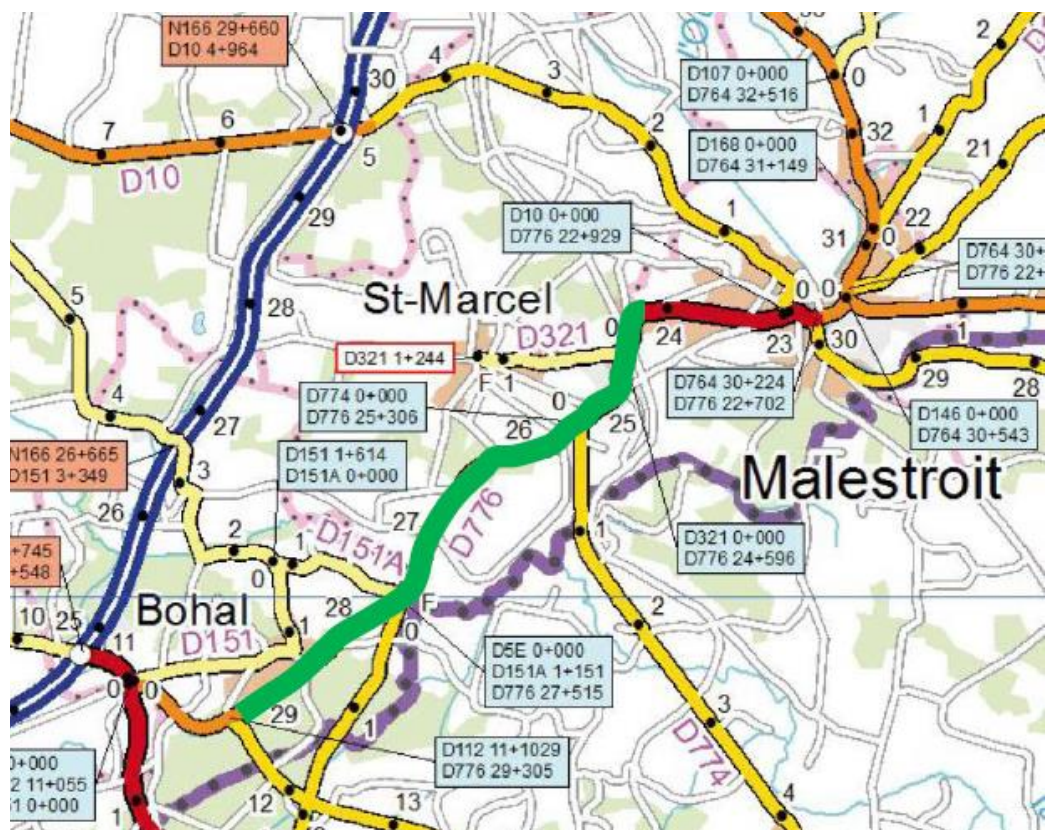 N166 29+660
D10 4+964
30
4
3
2
7
6
5
D10
29
28
27
26
25
D107 0+000
D764 32+516
0
32
D168 0+000
D764 31+149
2
1
21
22
31
0
D10 0+000
D776 22+929
1
0
0
D764 30+
D776 22+
St-Marcel
D321
0
24
23
30
1
29
28
D321 1+244
F
1
D774 0+000
D776 25+306
0
25
26
D764 30+224
D776 22+702
D146 0+000
D764 30+543
5
4
3
2
1
N166 26+665
D151 3+349
D151 1+614
D151A 0+000
27
D776
Malestroit
D151A
1
D321 0+000
D776 24+596
+745
+548
0
28
F
0
10
11
Bohal
D151
1
2
D5E 0+000
D151A 1+151
D776 27+515
0
0
29
1
3
D774
D112 11+1029
D776 29+305
0+000
2 11+055
1 0+000
1
12
13
4